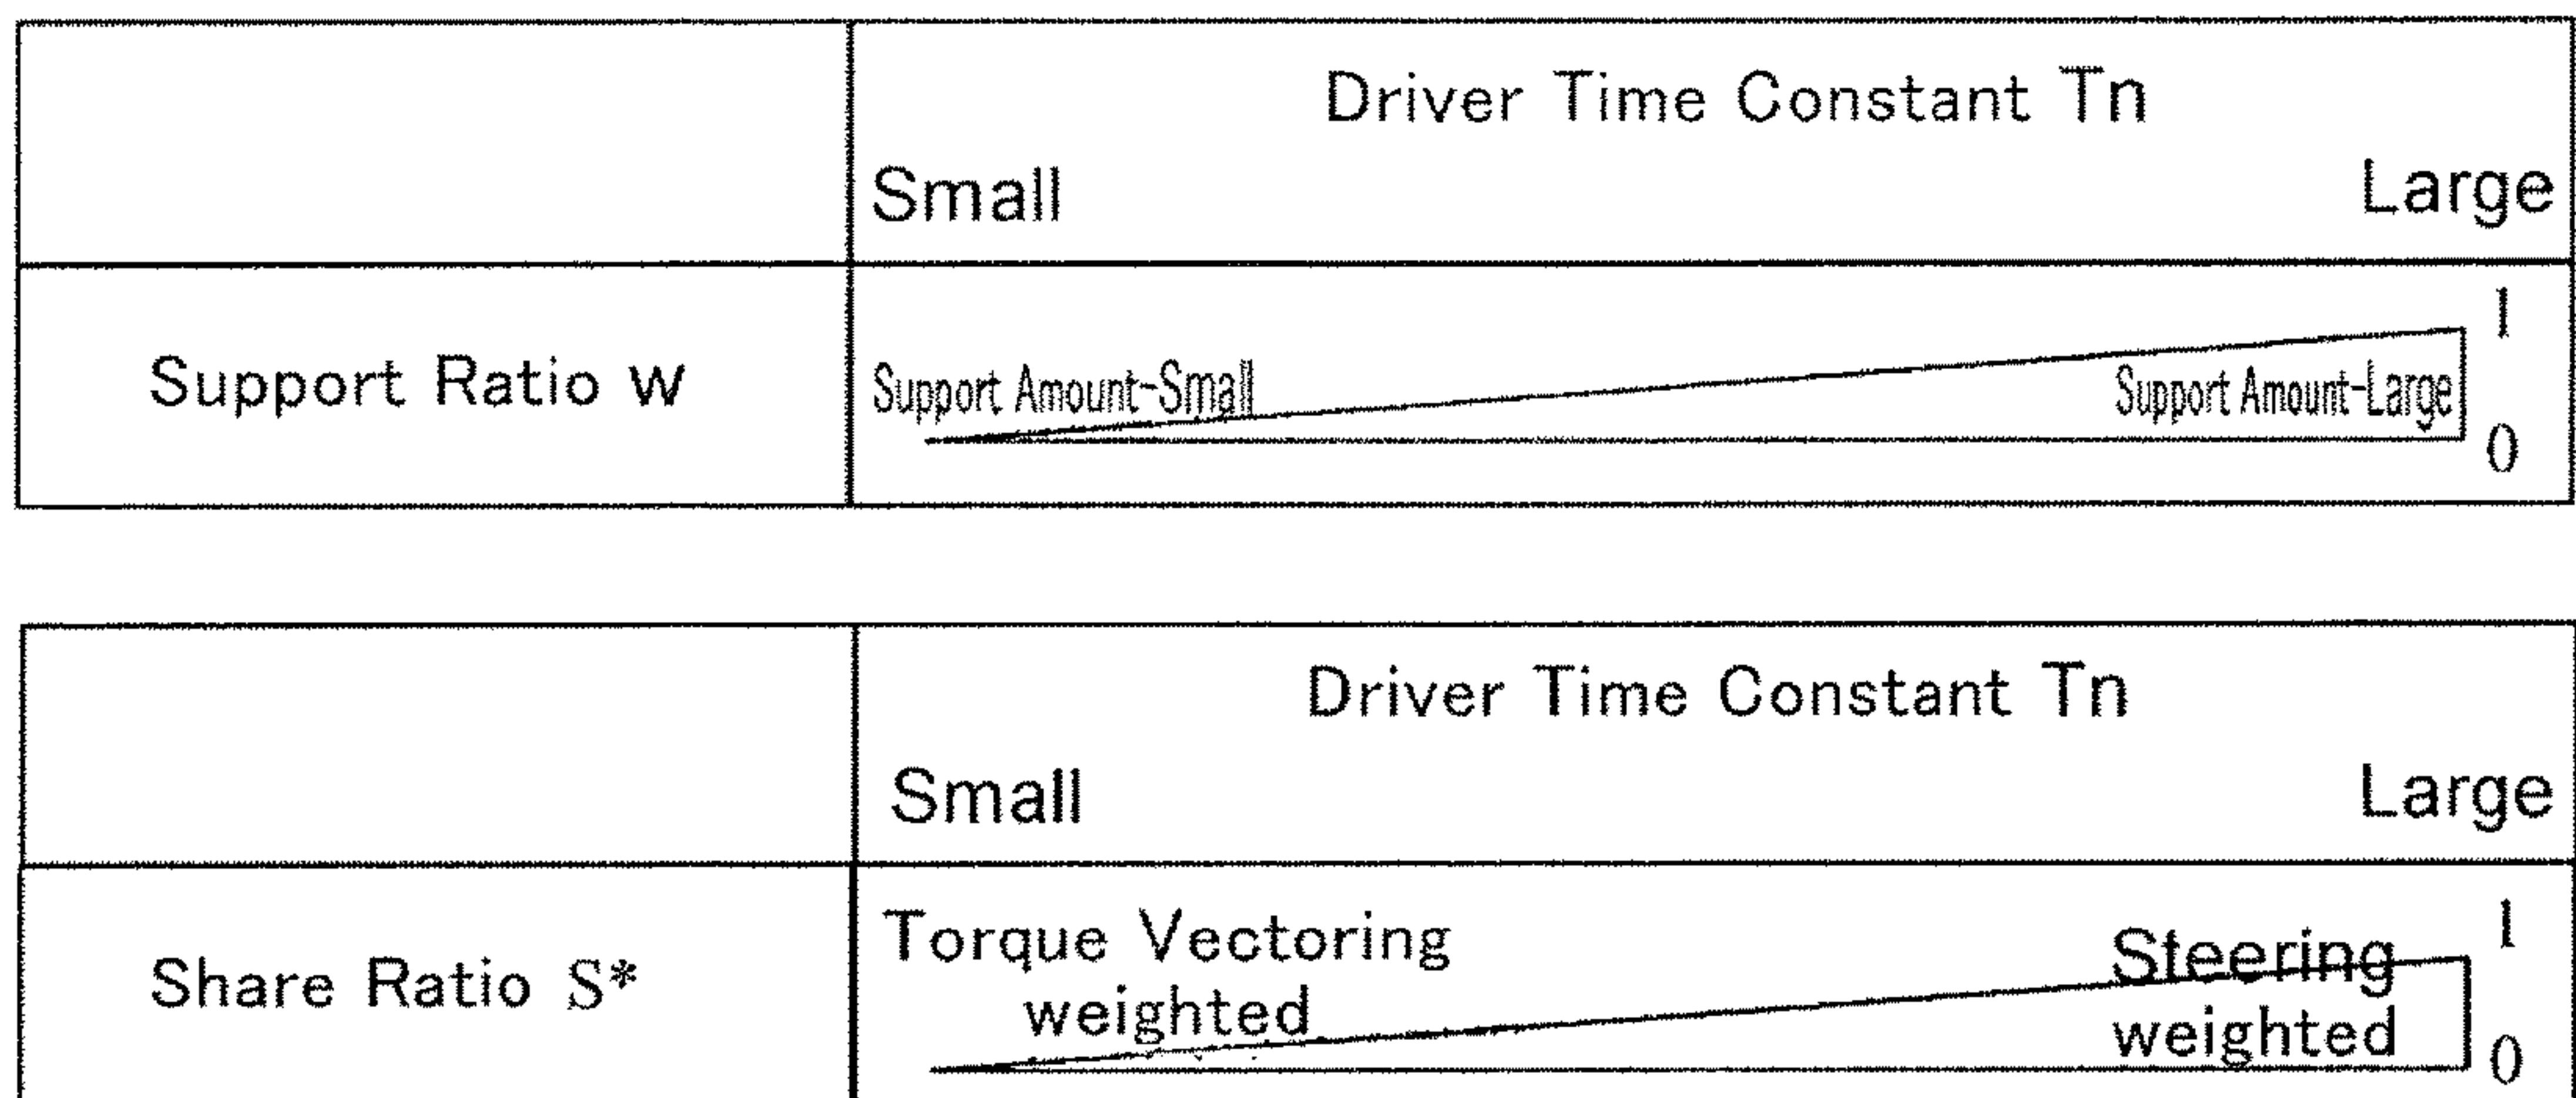 Driver Time Constant Tn
Small Large
Support Ratio w
Support Amount-Small
Support Amount-Large
1
0
Driver Time Constant Tn
Small Large
Share Ratio S*
Torque Vectoring
weighted
Steering
weighted
1
0